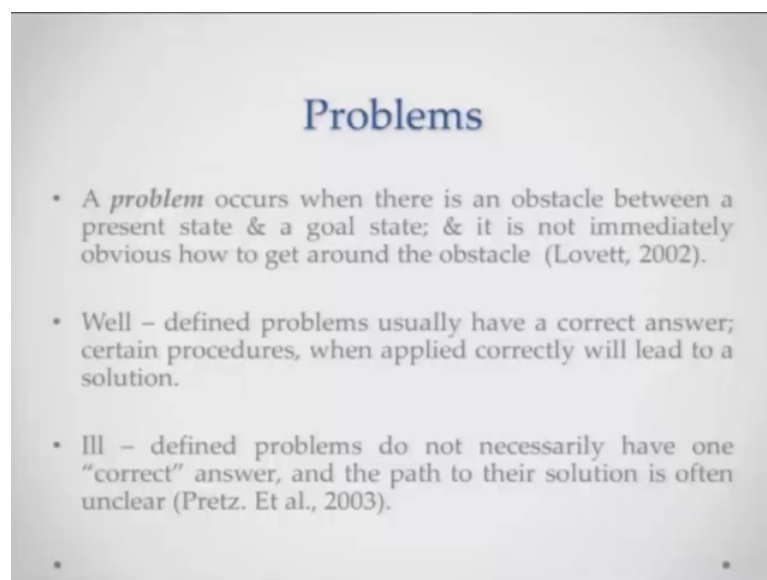 Problems
• A problem occurs when there is an obstacle between a
present state & a goal state; & it is not immediately
obvious how to get around the obstacle (Lovett, 2002).
• Well – defined problems usually have a correct answer;
certain procedures, when applied correctly will lead to a
solution.
• Ill – defined problems do not necessarily have one
“correct” answer, and the path to their solution is often
unclear (Pretz. Et al., 2003).